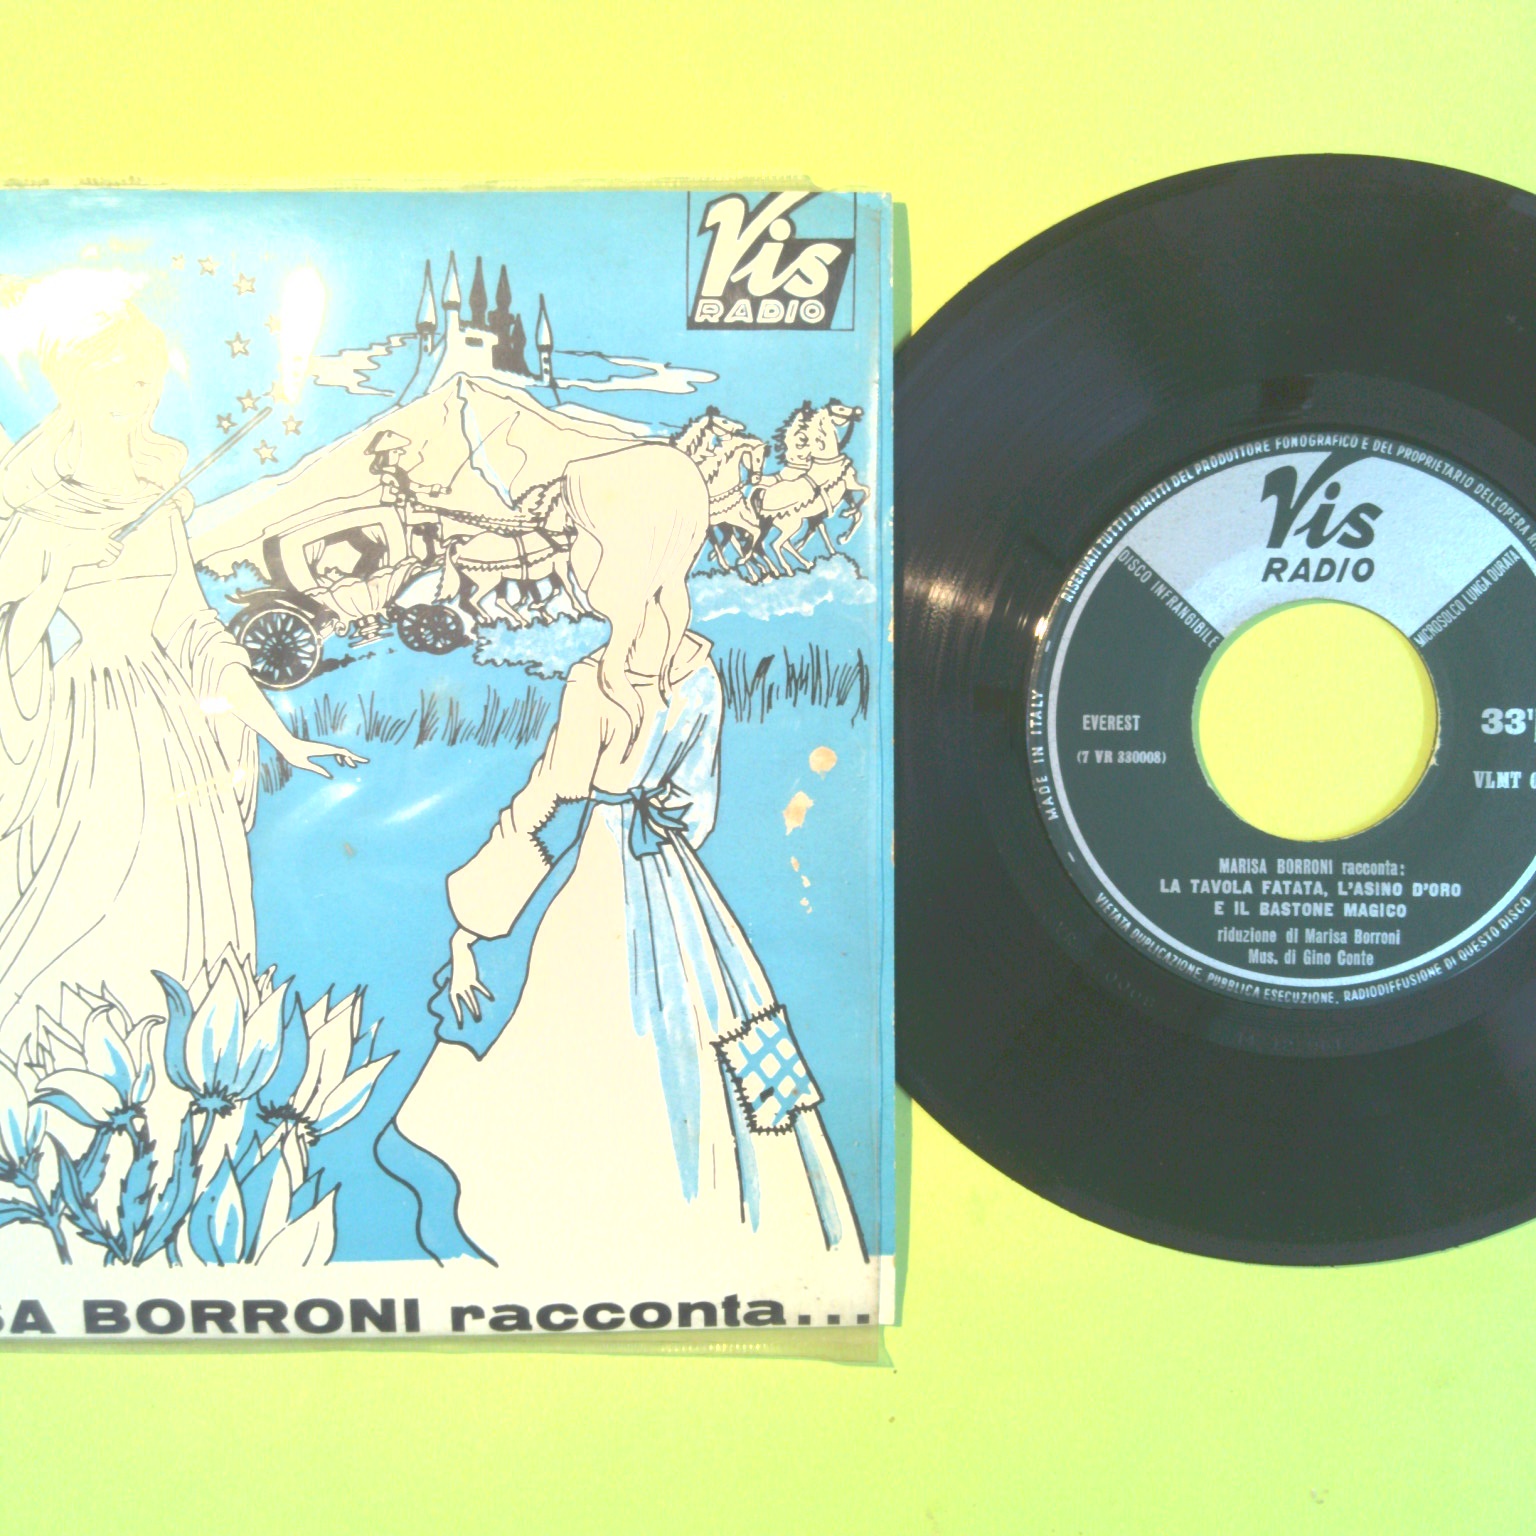 Vis
RADIO
SA BORRONI racconta...
RISERVATI TUTTI I DIRITTI DEL PRODUTTORE FONOGRAFICO E DEL PROPRIETARIO DELL'OPERA
Vis
RADIO
DISCO INFRANGIBILE
MICROSOLCO LUNGA DURATA
MADE IN ITALY
EVEREST
(7 VR 330008)
33
VLMT
MARISA BORRONI racconta:
LA TAVOLA FATATA, L'ASINO D'ORO
E IL BASTONE MAGICO
riduzione di Marisa Borroni
Mus. di Gino Conte
VIETATA DUPLICAZIONE, PUBBLICA ESECUZIONE, RADIODIFFUSIONE DI QUESTO DISCO